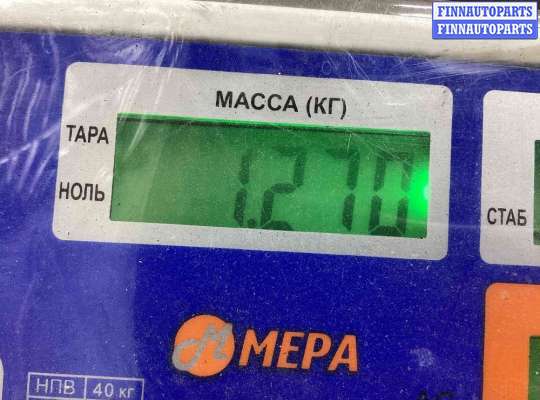 FINNAUTOPARTS
FINNAUTOPARTS
МАССА (КГ)
ТАРА
1.270
НОЛЬ
СТАБ
МЕРА
НПВ 40 кг